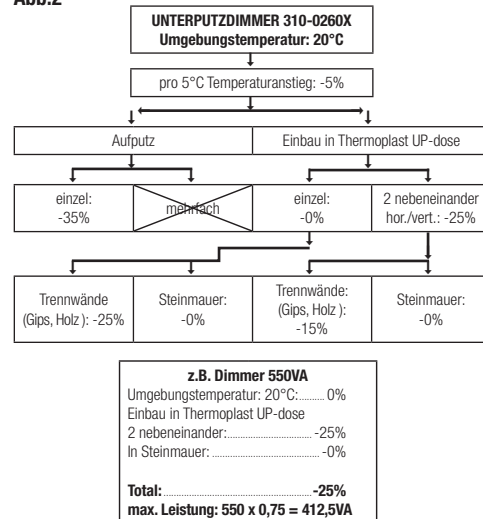 Abb.2
UNTERPUTZDIMMER 310-0260X
Umgebungstemperatur: 20°C
pro 5°C Temperaturanstieg: -5%
Aufputz
Einbau in Thermoplast UP-dose
einzel:
-35%
mehrfach
einzel:
-0%
2 nebeneinander
hor./vert.: -25%
Trennwände
(Gips, Holz ): -25%
Steinmauer:
-0%
Trennwände:
(Gips, Holz ):
-15%
Steinmauer:
-0%
z.B. Dimmer 550VA
Umgebungstemperatur: 20°C:.......... 0%
Einbau in Thermoplast UP-dose
2 nebeneinander:.............................. -25%
In Steinmauer: ...................................... -0%
Total:.....................................................-25%
max. Leistung: 550 x 0,75 = 412,5VA